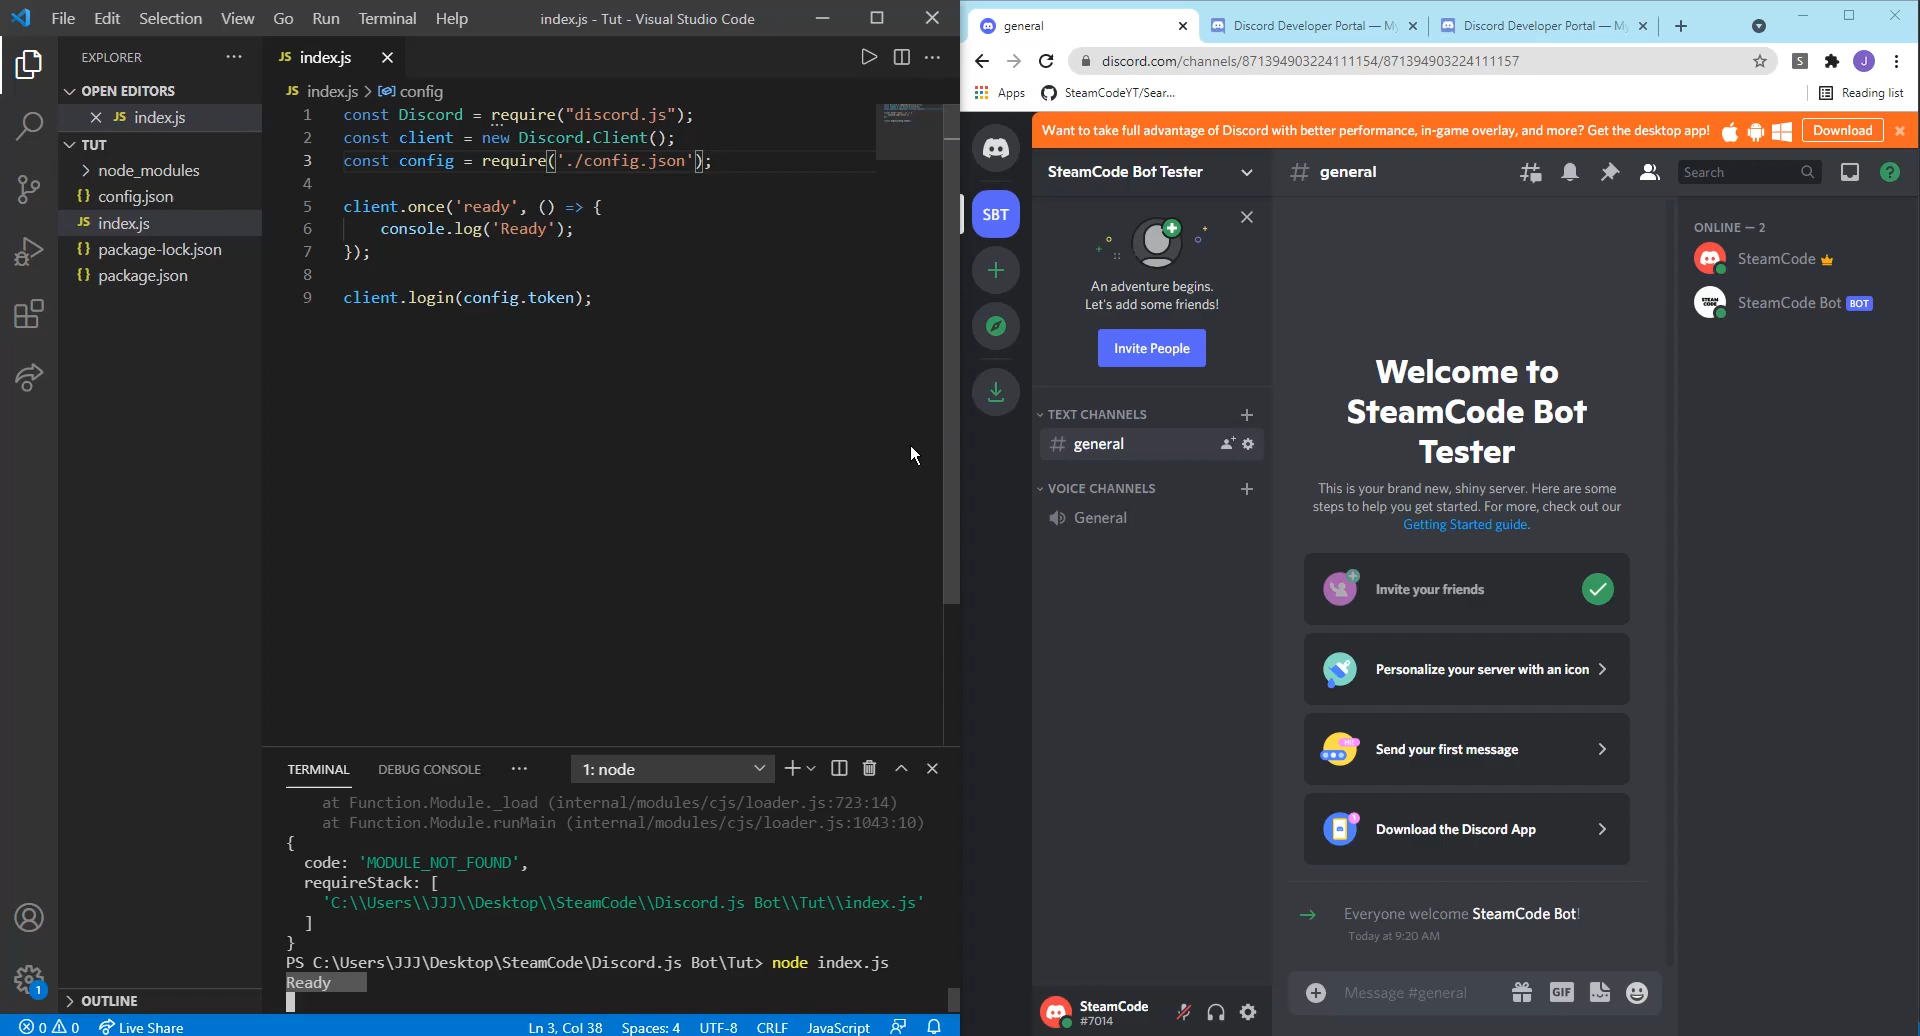 File Edit Selection View Go Run Terminal Help
index.js - Tut - Visual Studio Code
EXPLORER
OPEN EDITORS
JS index.js
TUT
node_modules
{} config.json
JS index.js
{} package-lock.json
{} package.json
OUTLINE
JS index.js
JS index.js > config
1 const Discord = require("discord.js");
2 const client = new Discord.Client();
3 const config = require('./config.json');
4
5 client.once('ready', () => {
6 console.log('Ready');
7 });
8
9 client.login(config.token);
TERMINAL DEBUG CONSOLE
1: node
at Function.Module._load (internal/modules/cjs/loader.js:723:14)
at Function.Module.runMain (internal/modules/cjs/loader.js:1043:10)
{
code: 'MODULE_NOT_FOUND',
requireStack: [
'C:\\Users\\JJJ\\Desktop\\SteamCode\\Discord.js Bot\\Tut\\index.js'
]
}
PS C:\Users\JJJ\Desktop\SteamCode\Discord.js Bot\Tut> node index.js
Ready
1
0 0 Live Share
Ln 3, Col 38 Spaces: 4 UTF-8 CRLF JavaScript
general
Discord Developer Portal — My
Discord Developer Portal — My
discord.com/channels/871394903224111154/871394903224111157
S
J
Apps
SteamCodeYT/Sear...
Reading list
Want to take full advantage of Discord with better performance, in-game overlay, and more? Get the desktop app!
Download
SBT
SteamCode Bot Tester
An adventure begins.
Let's add some friends!
Invite People
TEXT CHANNELS
general
VOICE CHANNELS
General
SteamCode
#7014
general
Search
Welcome to
SteamCode Bot
Tester
This is your brand new, shiny server. Here are some
steps to help you get started. For more, check out our
Getting Started guide.
Invite your friends
Personalize your server with an icon
Send your first message
Download the Discord App
Everyone welcome SteamCode Bot!
Today at 9:20 AM
Message #general
GIF
ONLINE — 2
SteamCode
STEAM
CODE
SteamCode Bot BOT